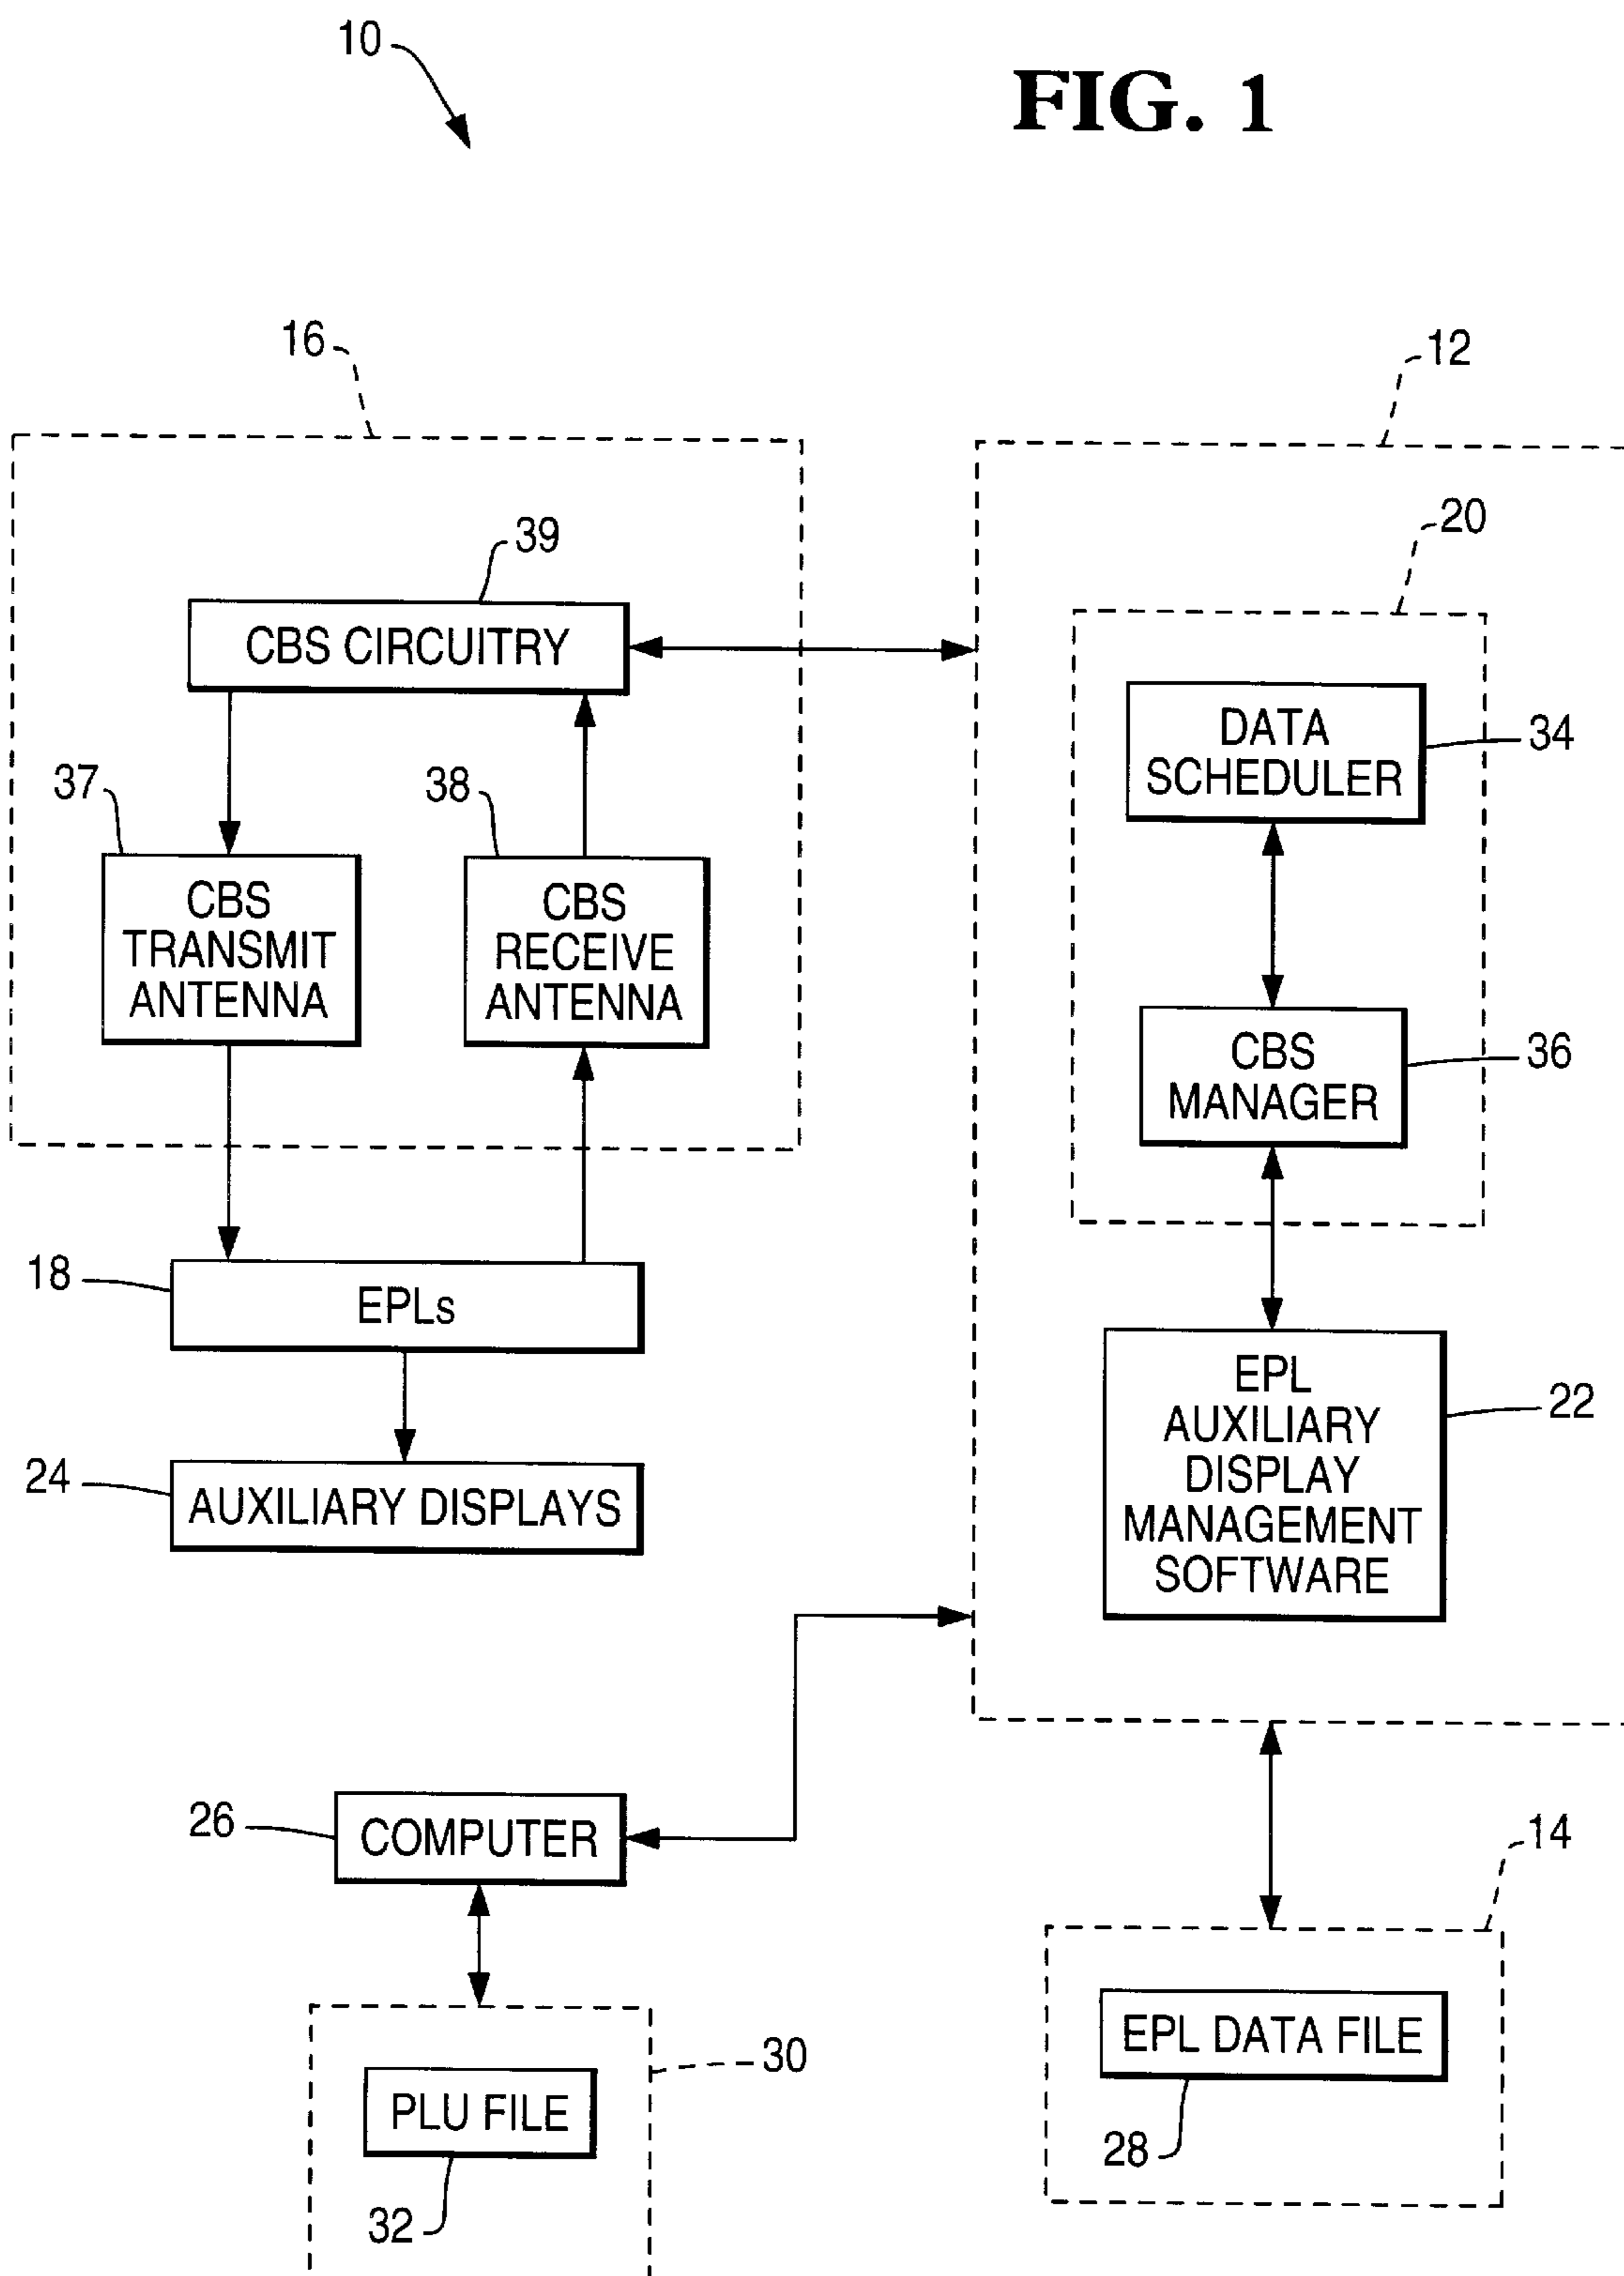 10
FIG. 1
16
12
20
39
CBS CIRCUITRY
DATA
SCHEDULER
34
37
38
CBS
TRANSMIT
ANTENNA
CBS
RECEIVE
ANTENNA
CBS
MANAGER
36
18
EPLs
24
AUXILIARY DISPLAYS
EPL
AUXILIARY
DISPLAY
MANAGEMENT
SOFTWARE
22
26
COMPUTER
14
30
PLU FILE
32
EPL DATA FILE
28